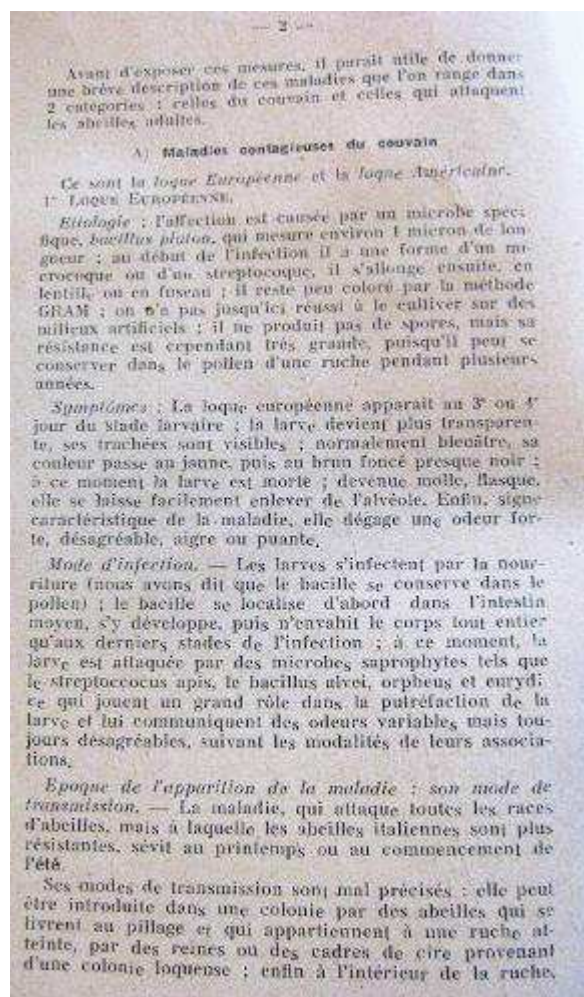 — 2 —
Avant d'exposer ces mesures, il parait utile de donner
une brève description de ces maladies que l'on range dans
2 catégories : celles du couvain et celles qui attaquent
les abeilles adultes.
A) Maladies contagieuses du couvain
Ce sont la loque Européenne et la loque Américaine.
1° LOQUE EUROPÉENNE.
Etiologie : l'affection est causée par un microbe spéci-
fique, bacillus pluton, qui mesure environ 1 micron de lon
gueur ; au début de l'infection il a une forme d'un mi-
crocoque ou d'un streptocoque, il s'allonge ensuite, en
lentille ou en fuseau ; il reste peu coloré par la méthode
GRAM ; on n'a pas jusqu'ici réussi à le cultiver sur des
milieux artificiels ; il ne produit pas de spores, mais sa
résistance est cependant très grande, puisqu'il peut se
conserver dans le pollen d'une ruche pendant plusieurs
années.
Symptômes : La loque européenne apparait au 3e ou 4e
jour du stade larvaire ; la larve devient plus transparen-
te, ses trachées sont visibles ; normalement bleuâtre, sa
couleur passe au jaune, puis au brun foncé presque noir ;
à ce moment la larve est morte ; devenue molle, flasque,
elle se laisse facilement enlever de l'alvéole. Enfin, signe
caractéristique de la maladie, elle dégage une odeur for-
te, désagréable, aigre ou puante.
Mode d'infection. — Les larves s'infectent par la nour-
riture (nous avons dit que le bacille se conserve dans le
pollen) ; le bacille se localise d'abord dans l'intestin
moyen, s'y développe, puis n'envahit le corps tout entier
qu'aux derniers stades de l'infection ; à ce moment, la
larve est attaquée par des microbes saprophytes tels que
le streptoccocus apis, le bacillus alvei, orpheus et eurydi-
ce qui jouent un grand rôle dans la putréfaction de la
larve et lui communiquent des odeurs variables mais tou-
jours désagréables, suivant les modalités de leurs associa-
tions.
Epoque de l'apparition de la maladie ; son mode de
transmission. — La maladie, qui attaque toutes les races
d'abeilles, mais à laquelle les abeilles italiennes sont plus
résistantes, sévit au printemps ou au commencement de
l'été.
Ses modes de transmission sont mal précisés : elle peut
être introduite dans une colonie par des abeilles qui se
livrent au pillage et qui appartiennent à une ruche at-
teinte, par des reines ou des cadres de cire provenant
d'une colonie loqueuse ; enfin à l'intérieur de la ruche,